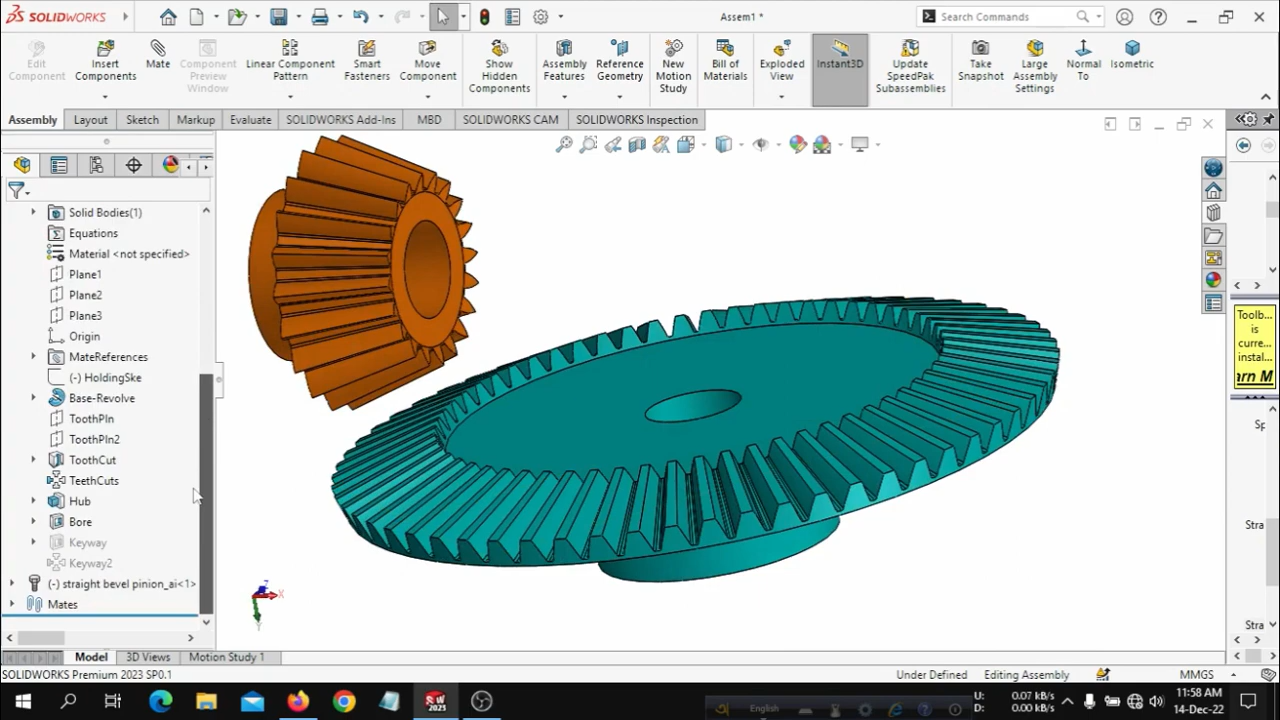 SOLIDWORKS
Assem1 *
Search Commands
Edit Component
Insert Components
Mate
Component Preview Window
Linear Component Pattern
Smart Fasteners
Move Component
Show Hidden Components
Assembly Features
Reference Geometry
New Motion Study
Bill of Materials
Exploded View
Instant3D
Update SpeedPak Subassemblies
Take Snapshot
Large Assembly Settings
Normal To
Isometric
Assembly
Layout
Sketch
Markup
Evaluate
SOLIDWORKS Add-Ins
MBD
SOLIDWORKS CAM
SOLIDWORKS Inspection
Solid Bodies(1)
Equations
Material <not specified>
Plane1
Plane2
Plane3
Origin
MateReferences
(-) HoldingSke
Base-Revolve
ToothPln
ToothPln2
ToothCut
TeethCuts
Hub
Bore
Keyway
Keyway2
(-) straight bevel pinion_ai<1>
Mates
X
Y
Z
Toolb...
is
curre...
instal...
arn M
Sp
Stra
Stra
Model
3D Views
Motion Study 1
SOLIDWORKS Premium 2023 SP0.1
Under Defined
Editing Assembly
MMGS
SW
2023
English
U: 0.07 kB/s
D: 0.00 kB/s
11:58 AM
14-Dec-22